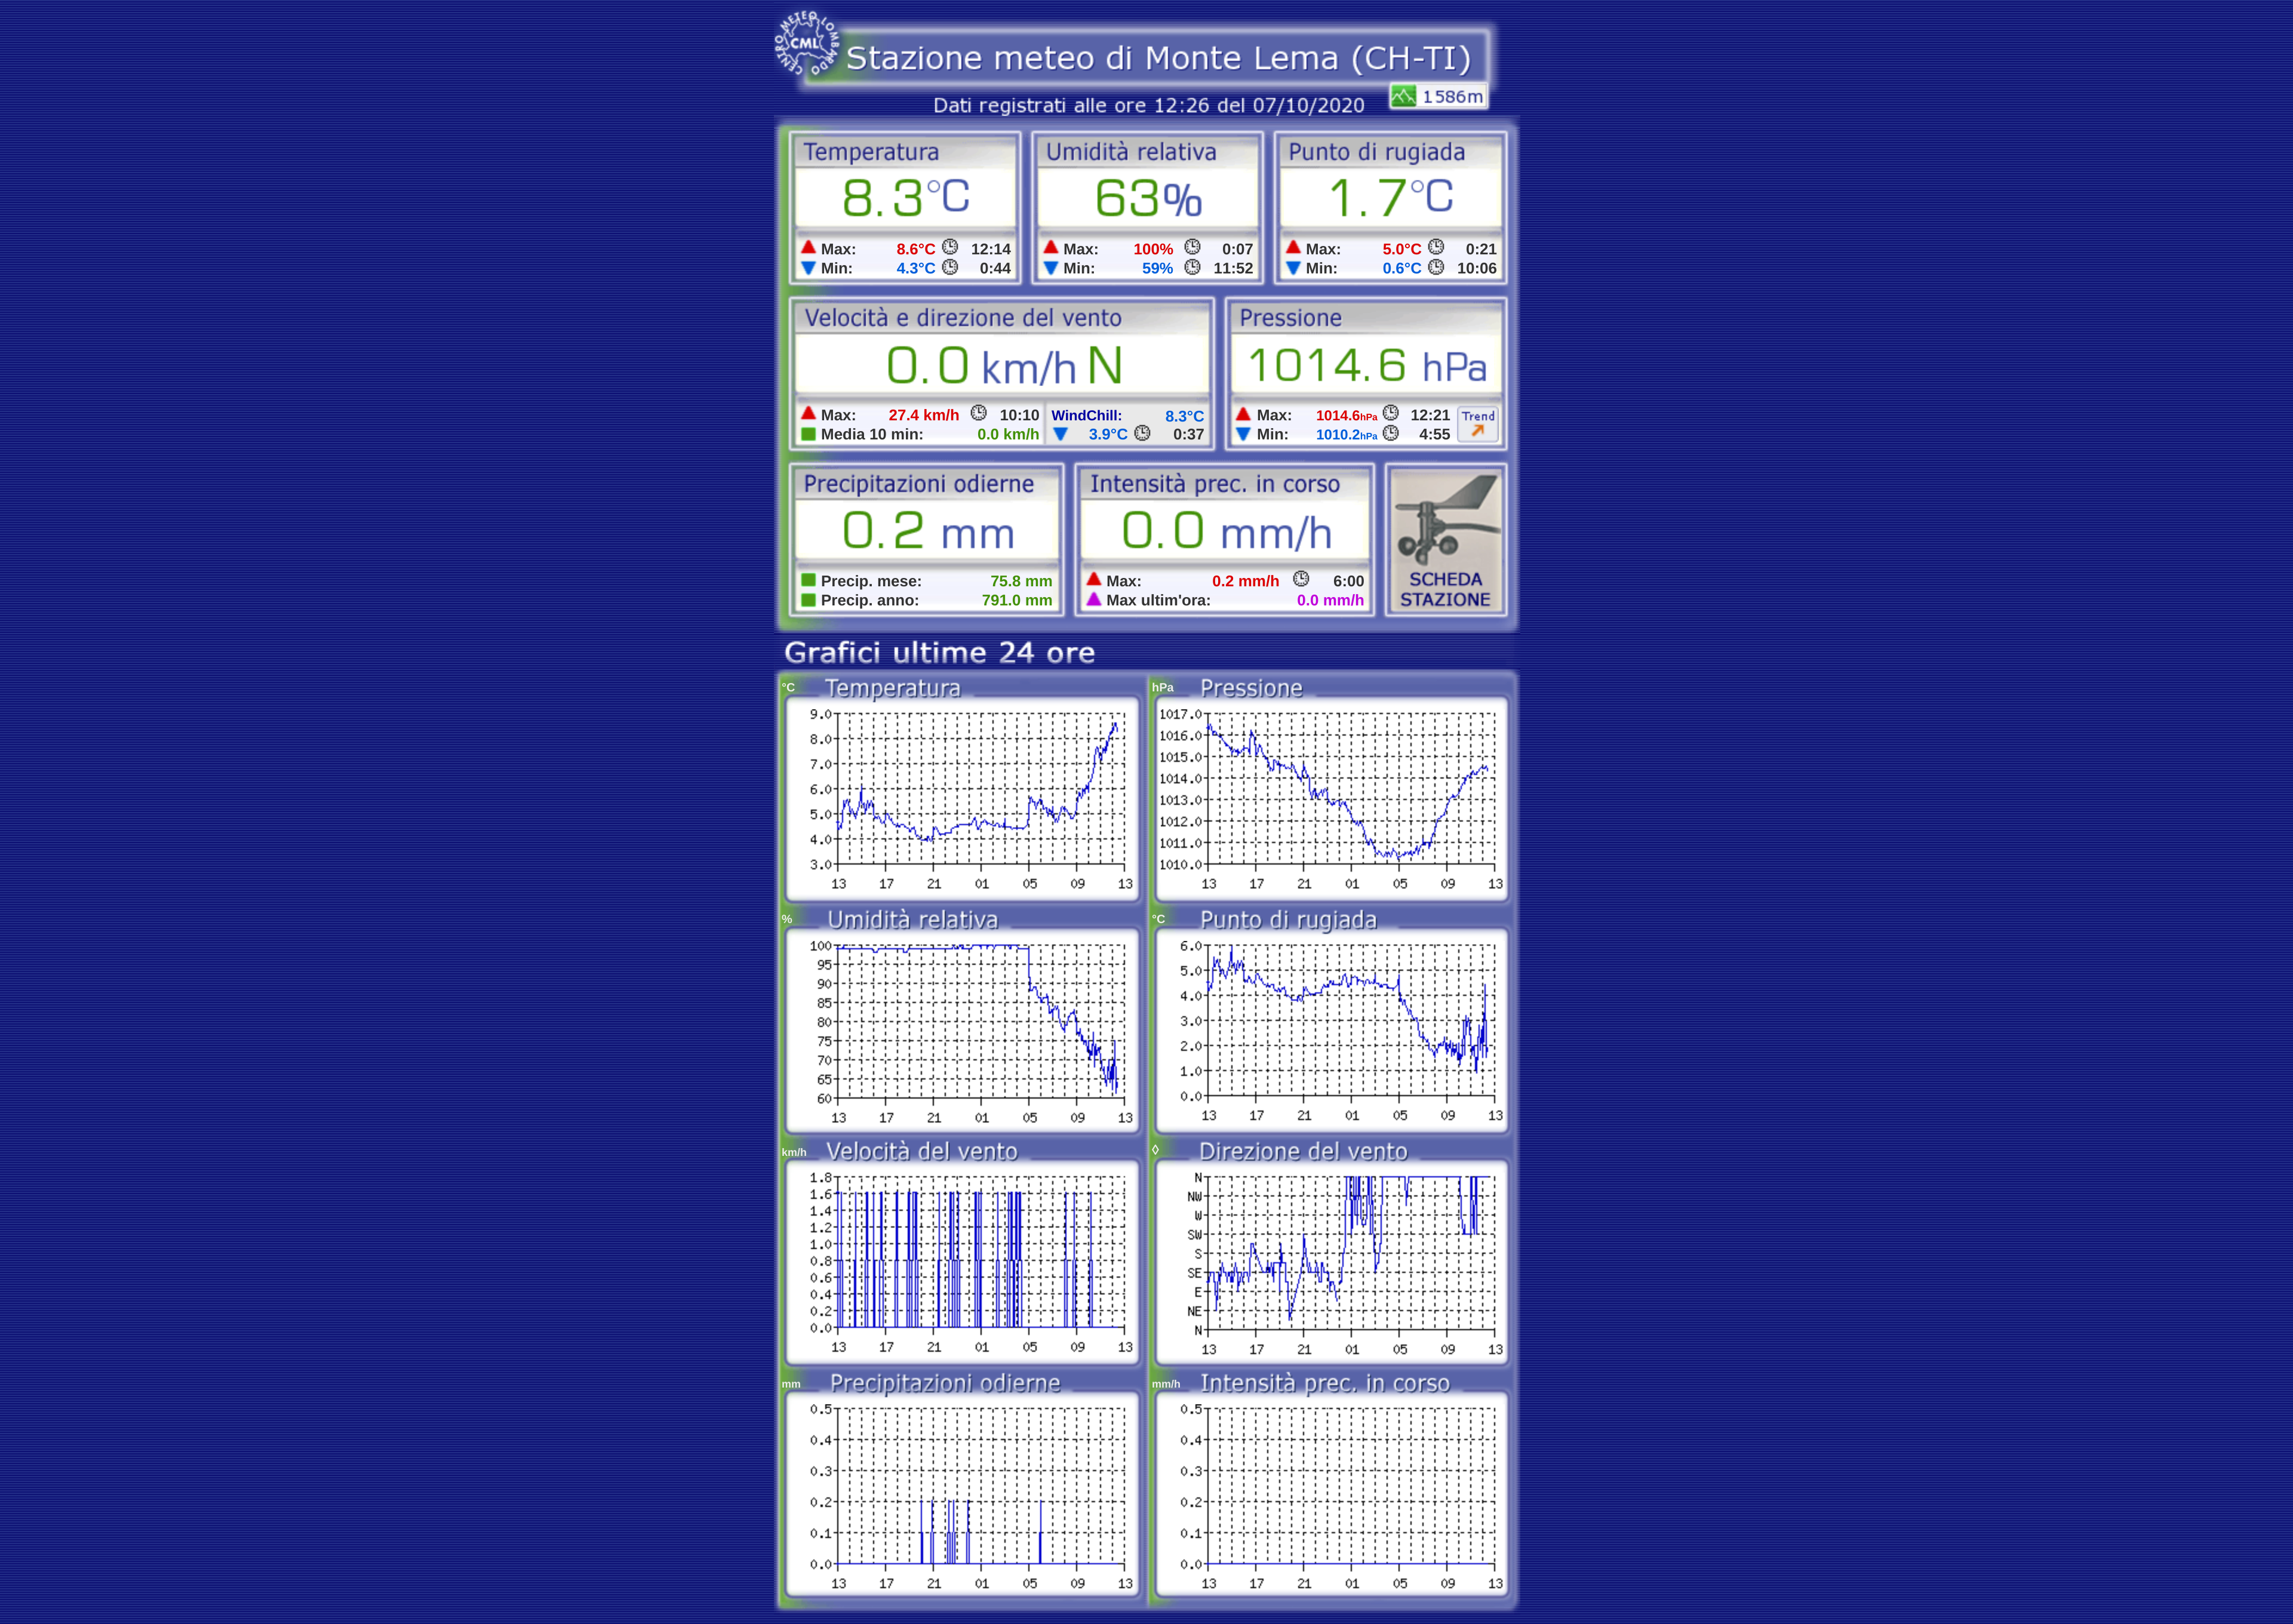 CENTRO METEO LOMBARDO
CML
Stazione meteo di Monte Lema (CH-TI)
1586m
Dati registrati alle ore 12:26 del 07/10/2020
Temperatura
8.3°C
Max: 8.6°C 12:14
Min: 4.3°C 0:44
Umidità relativa
63%
Max: 100% 0:07
Min: 59% 11:52
Punto di rugiada
1.7°C
Max: 5.0°C 0:21
Min: 0.6°C 10:06
Velocità e direzione del vento
0.0 km/h N
Max: 27.4 km/h 10:10
Media 10 min: 0.0 km/h
WindChill: 8.3°C
3.9°C 0:37
Pressione
1014.6 hPa
Max: 1014.6hPa 12:21
Min: 1010.2hPa 4:55
Trend
Precipitazioni odierne
0.2 mm
Precip. mese: 75.8 mm
Precip. anno: 791.0 mm
Intensità prec. in corso
0.0 mm/h
Max: 0.2 mm/h 6:00
Max ultim'ora: 0.0 mm/h
SCHEDA
STAZIONE
Grafici ultime 24 ore
°C Temperatura
9.0
8.0
7.0
6.0
5.0
4.0
3.0
13 17 21 01 05 09 13
hPa Pressione
1017.0
1016.0
1015.0
1014.0
1013.0
1012.0
1011.0
1010.0
13 17 21 01 05 09 13
% Umidità relativa
100
95
90
85
80
75
70
65
60
13 17 21 01 05 09 13
°C Punto di rugiada
6.0
5.0
4.0
3.0
2.0
1.0
0.0
13 17 21 01 05 09 13
km/h Velocità del vento
1.8
1.6
1.4
1.2
1.0
0.8
0.6
0.4
0.2
0.0
13 17 21 01 05 09 13
◊ Direzione del vento
N
NW
W
SW
S
SE
E
NE
N
13 17 21 01 05 09 13
mm Precipitazioni odierne
0.5
0.4
0.3
0.2
0.1
0.0
13 17 21 01 05 09 13
mm/h Intensità prec. in corso
0.5
0.4
0.3
0.2
0.1
0.0
13 17 21 01 05 09 13